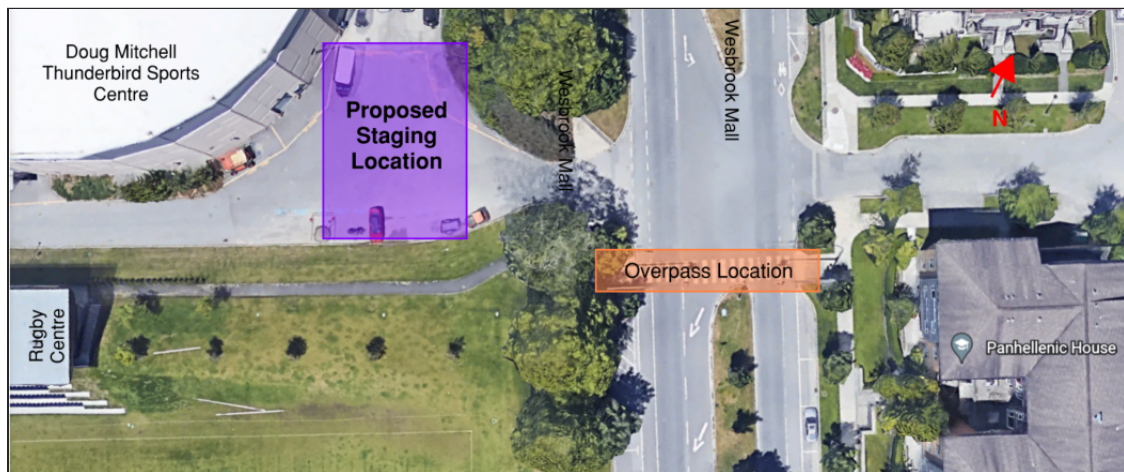 Doug Mitchell
Thunderbird Sports
Centre
Proposed
Staging
Location
Wesbrook Mall
Wesbrook Mall
N
Overpass Location
Rugby
Centre
Panhellenic House